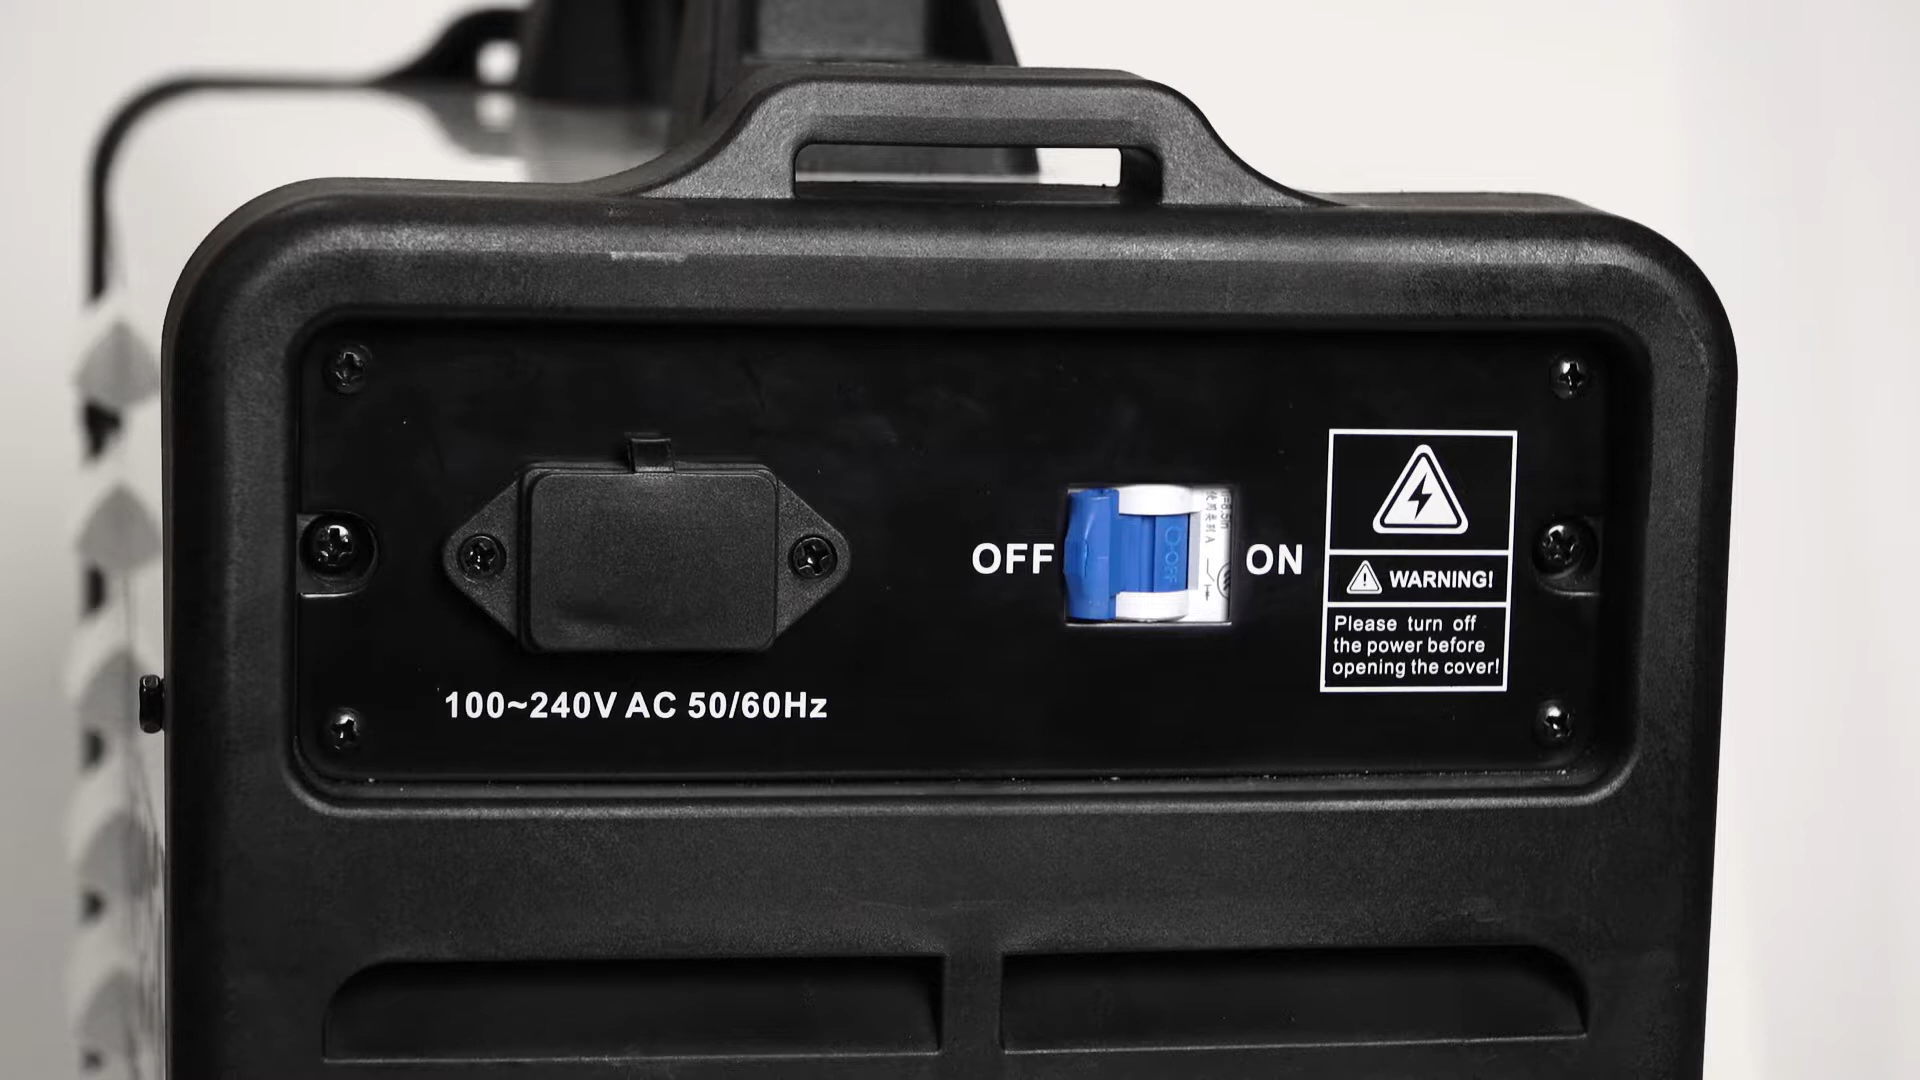 OFF
ON
WARNING!
Please turn off
the power before
opening the cover!
100~240V AC 50/60Hz